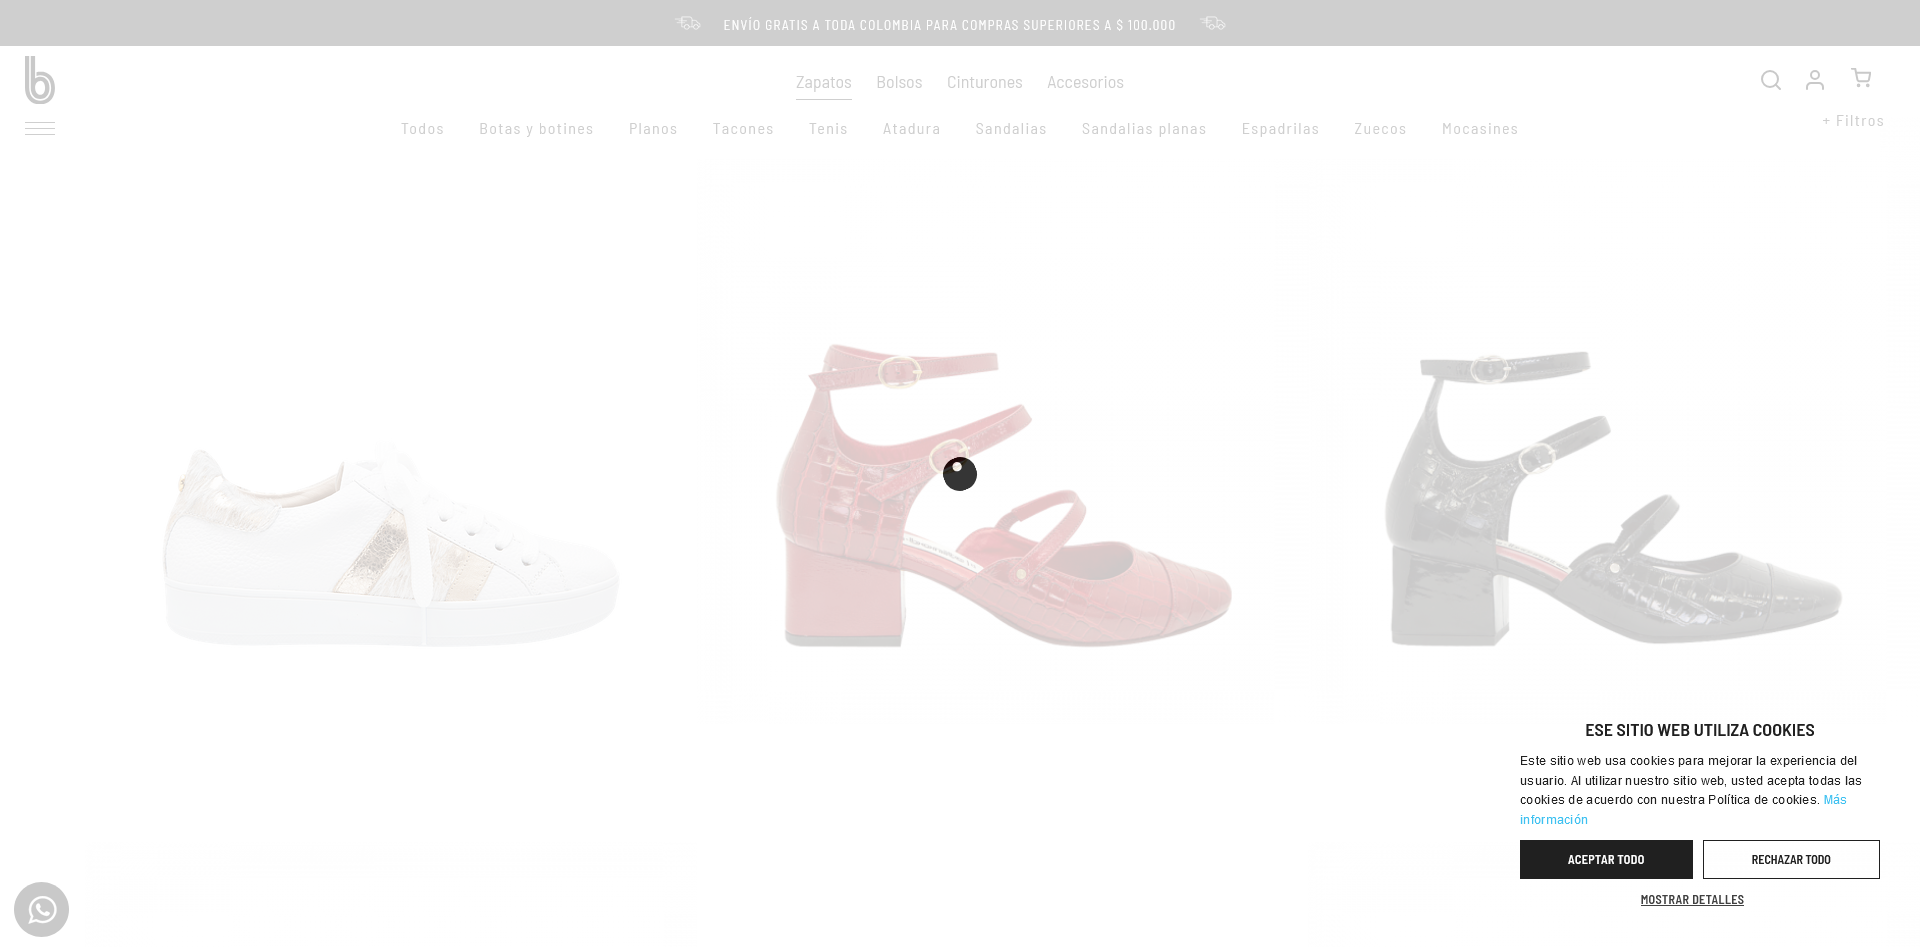 ENVÍO GRATIS A TODA COLOMBIA PARA COMPRAS SUPERIORES A $ 100.000
b
Zapatos Bolsos Cinturones Accesorios
Todos Botas y botines Planos Tacones Tenis Atadura Sandalias Sandalias planas Espadrilas Zuecos Mocasines
+ Filtros
ESE SITIO WEB UTILIZA COOKIES
Este sitio web usa cookies para mejorar la experiencia del
usuario. Al utilizar nuestro sitio web, usted acepta todas las
cookies de acuerdo con nuestra Política de cookies. Más
información
ACEPTAR TODO
RECHAZAR TODO
MOSTRAR DETALLES